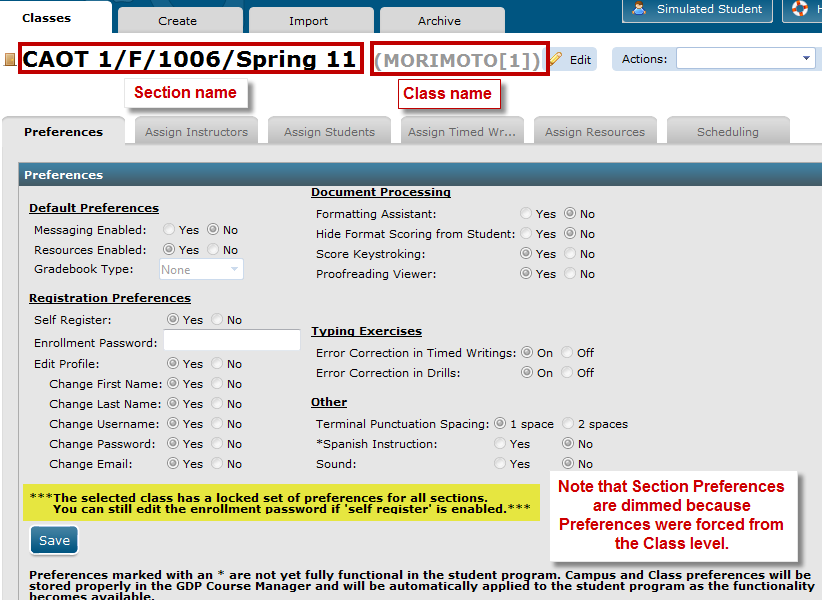 Classes Create Import Archive Simulated Student H
CAOT 1/F/1006/Spring 11 (MORIMOTO[1]) Edit Actions:
Section name Class name
Preferences Assign Instructors Assign Students Assign Timed Wr... Assign Resources Scheduling
Preferences
Default Preferences
Messaging Enabled: Yes No
Resources Enabled: Yes No
Gradebook Type: None
Registration Preferences
Self Register: Yes No
Enrollment Password:
Edit Profile: Yes No
Change First Name: Yes No
Change Last Name: Yes No
Change Username: Yes No
Change Password: Yes No
Change Email: Yes No
Document Processing
Formatting Assistant: Yes No
Hide Format Scoring from Student: Yes No
Score Keystroking: Yes No
Proofreading Viewer: Yes No
Typing Exercises
Error Correction in Timed Writings: On Off
Error Correction in Drills: On Off
Other
Terminal Punctuation Spacing: 1 space 2 spaces
*Spanish Instruction: Yes No
Sound: Yes No
***The selected class has a locked set of preferences for all sections.
You can still edit the enrollment password if 'self register' is enabled.***
Note that Section Preferences
are dimmed because
Preferences were forced from
the Class level.
Save
Preferences marked with an * are not yet fully functional in the student program. Campus and Class preferences will be
stored properly in the GDP Course Manager and will be automatically applied to the student program as the functionality
becomes available.